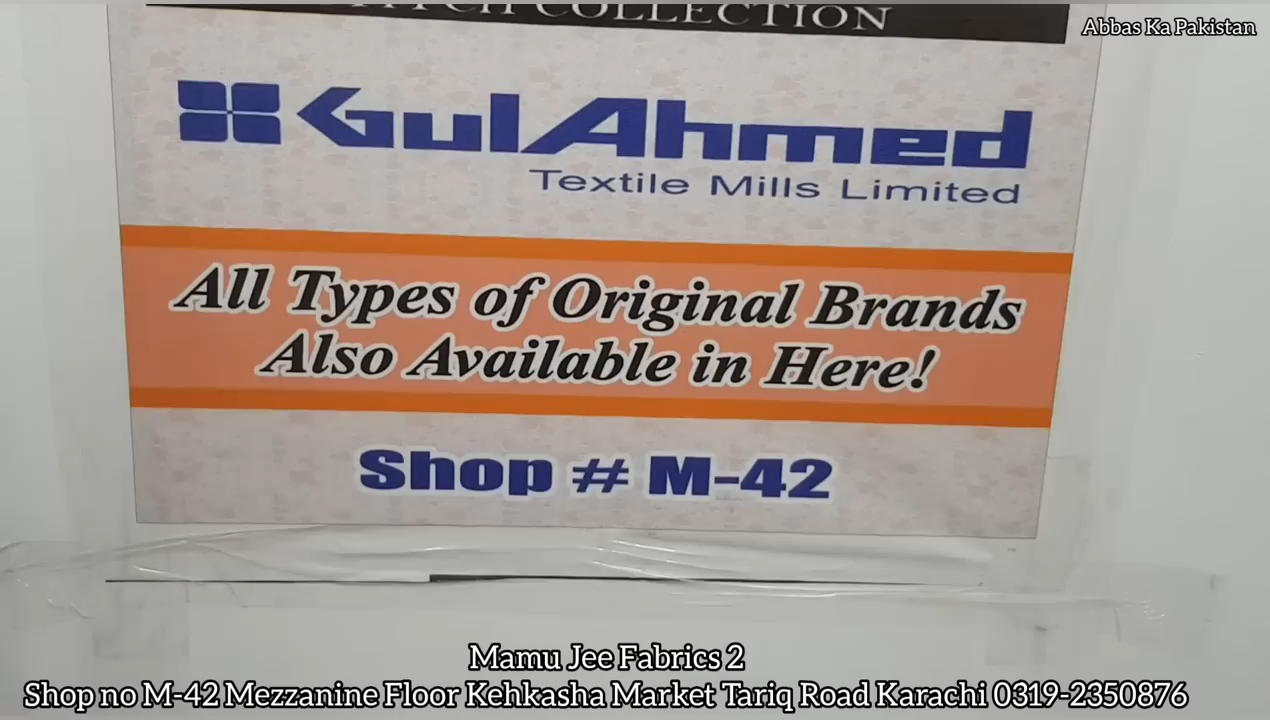 COLLECTION
Abbas Ka Pakistan
GulAhmed
Textile Mills Limited
All Types of Original Brands
Also Available in Here!
Shop # M-42
Mamu Jee Fabrics 2
Shop no M-42 Mezzanine Floor Kehkasha Market Tariq Road Karachi 0319-2350876